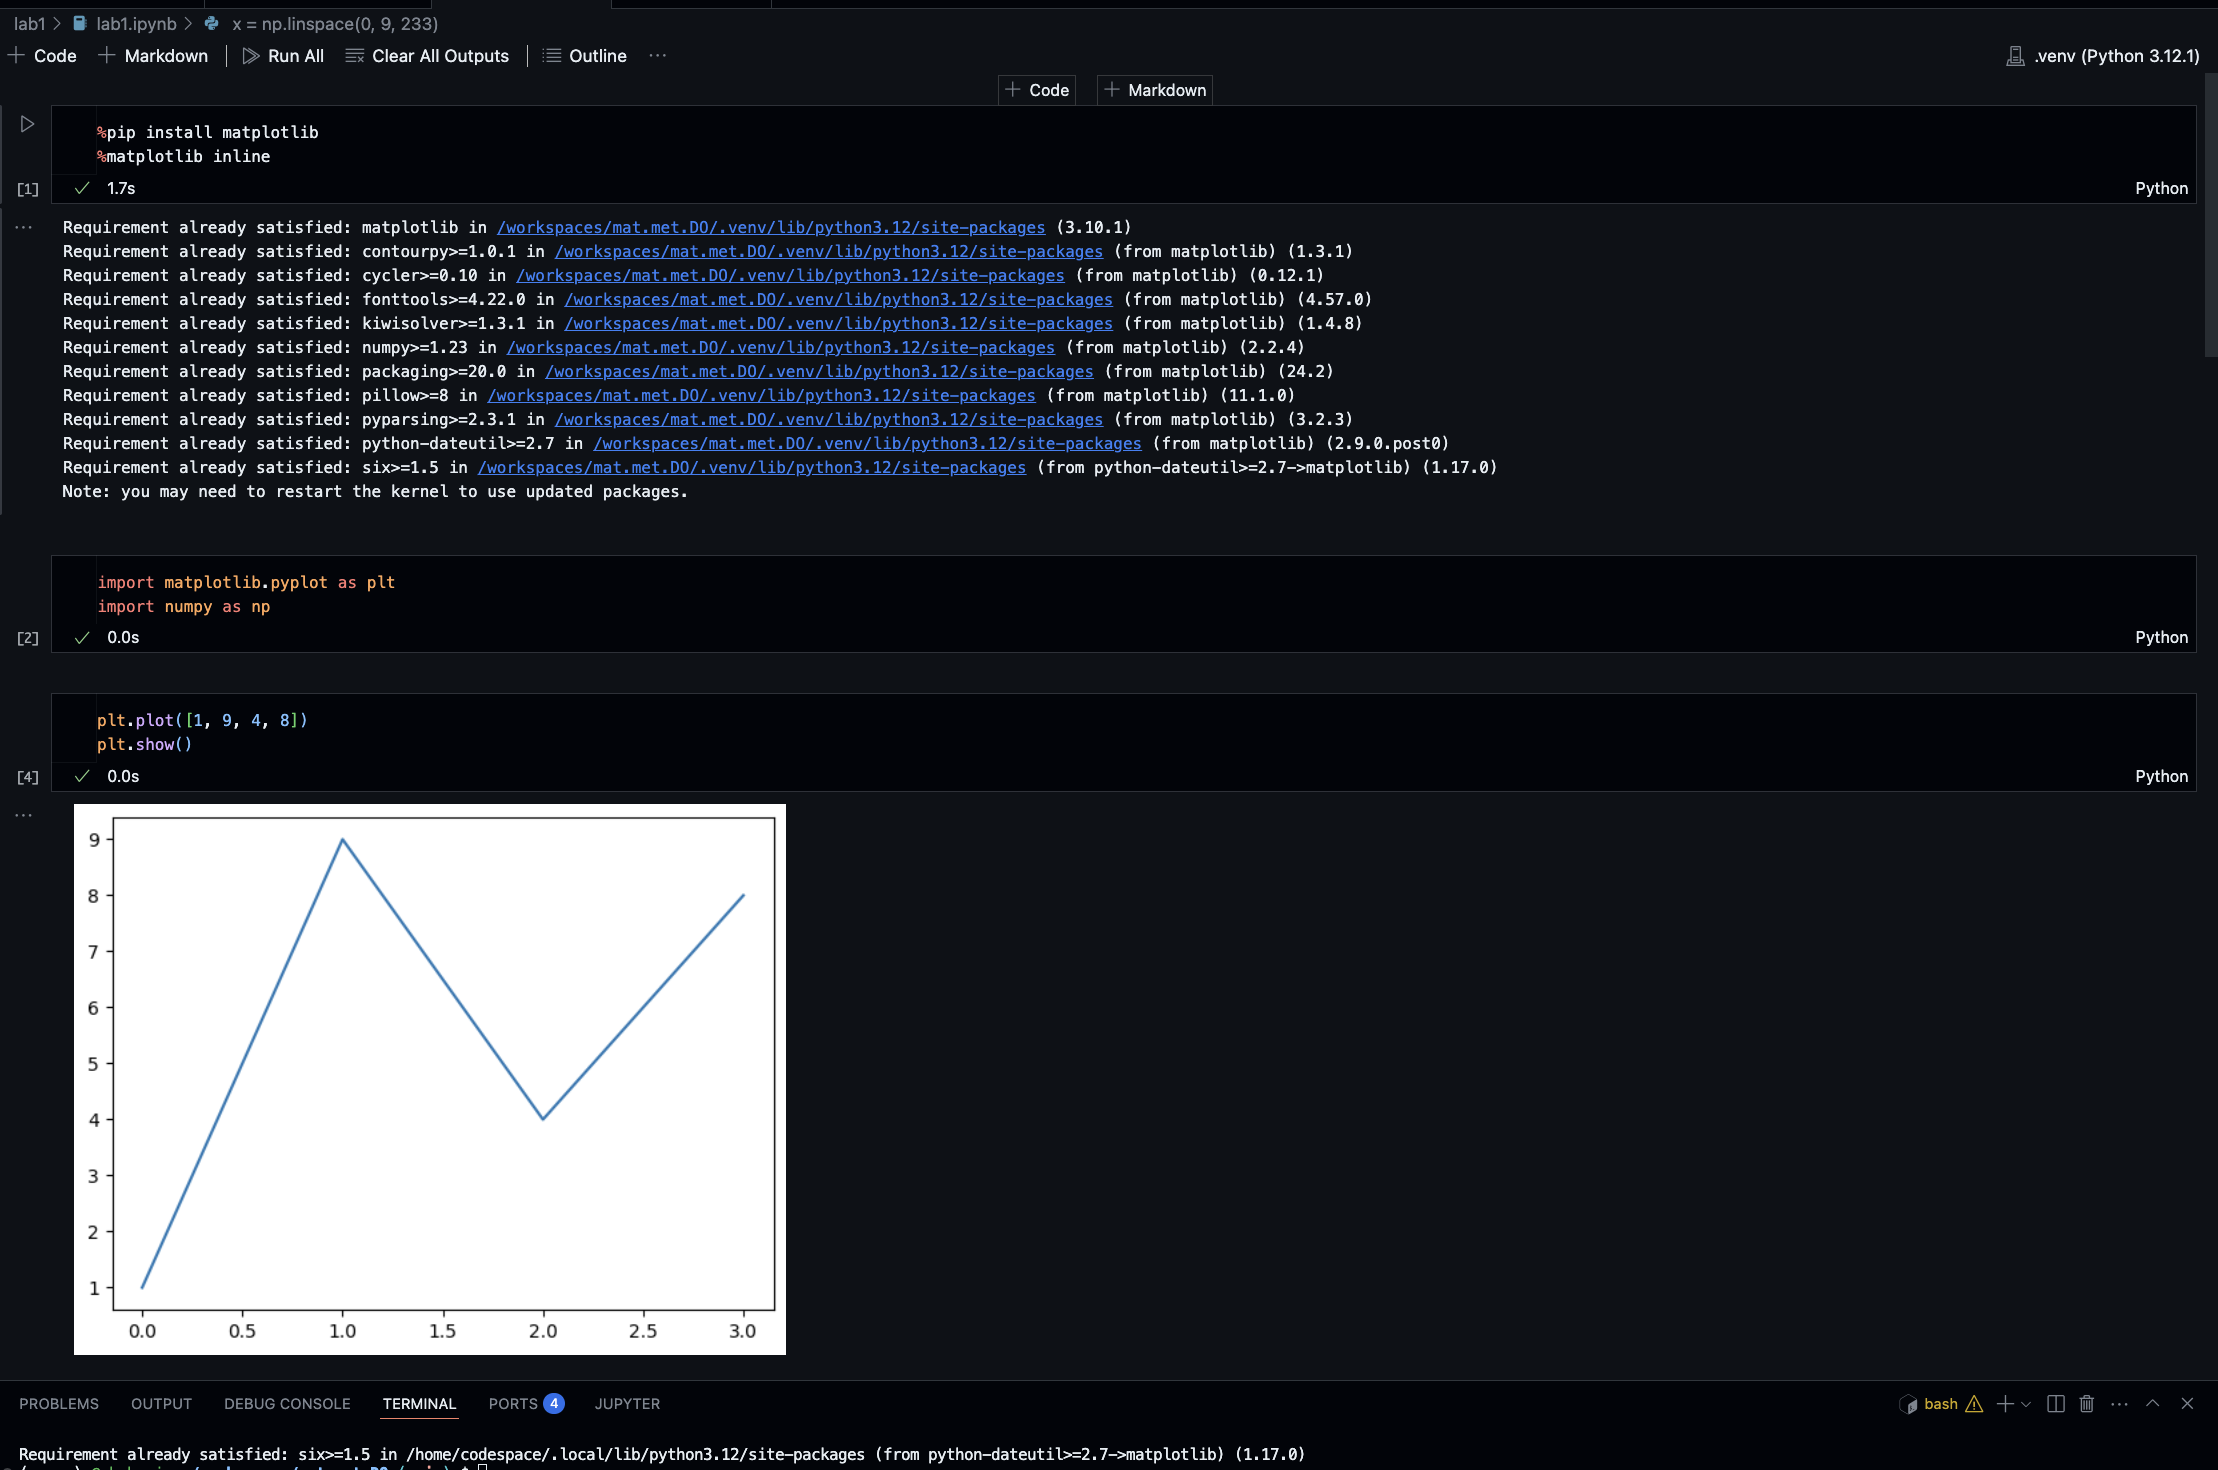 lab1 > lab1.ipynb > x = np.linspace(0, 9, 233)
+ Code + Markdown | Run All Clear All Outputs | Outline ... .venv (Python 3.12.1)
+ Code + Markdown
%pip install matplotlib
%matplotlib inline
[1] ✓ 1.7s Python
... Requirement already satisfied: matplotlib in /workspaces/mat.met.DO/.venv/lib/python3.12/site-packages (3.10.1)
Requirement already satisfied: contourpy>=1.0.1 in /workspaces/mat.met.DO/.venv/lib/python3.12/site-packages (from matplotlib) (1.3.1)
Requirement already satisfied: cycler>=0.10 in /workspaces/mat.met.DO/.venv/lib/python3.12/site-packages (from matplotlib) (0.12.1)
Requirement already satisfied: fonttools>=4.22.0 in /workspaces/mat.met.DO/.venv/lib/python3.12/site-packages (from matplotlib) (4.57.0)
Requirement already satisfied: kiwisolver>=1.3.1 in /workspaces/mat.met.DO/.venv/lib/python3.12/site-packages (from matplotlib) (1.4.8)
Requirement already satisfied: numpy>=1.23 in /workspaces/mat.met.DO/.venv/lib/python3.12/site-packages (from matplotlib) (2.2.4)
Requirement already satisfied: packaging>=20.0 in /workspaces/mat.met.DO/.venv/lib/python3.12/site-packages (from matplotlib) (24.2)
Requirement already satisfied: pillow>=8 in /workspaces/mat.met.DO/.venv/lib/python3.12/site-packages (from matplotlib) (11.1.0)
Requirement already satisfied: pyparsing>=2.3.1 in /workspaces/mat.met.DO/.venv/lib/python3.12/site-packages (from matplotlib) (3.2.3)
Requirement already satisfied: python-dateutil>=2.7 in /workspaces/mat.met.DO/.venv/lib/python3.12/site-packages (from matplotlib) (2.9.0.post0)
Requirement already satisfied: six>=1.5 in /workspaces/mat.met.DO/.venv/lib/python3.12/site-packages (from python-dateutil>=2.7->matplotlib) (1.17.0)
Note: you may need to restart the kernel to use updated packages.
import matplotlib.pyplot as plt
import numpy as np
[2] ✓ 0.0s Python
plt.plot([1, 9, 4, 8])
plt.show()
[4] ✓ 0.0s Python
...
9
8
7
6
5
4
3
2
1
0.0 0.5 1.0 1.5 2.0 2.5 3.0
PROBLEMS OUTPUT DEBUG CONSOLE TERMINAL PORTS 4 JUPYTER bash
Requirement already satisfied: six>=1.5 in /home/codespace/.local/lib/python3.12/site-packages (from python-dateutil>=2.7->matplotlib) (1.17.0)